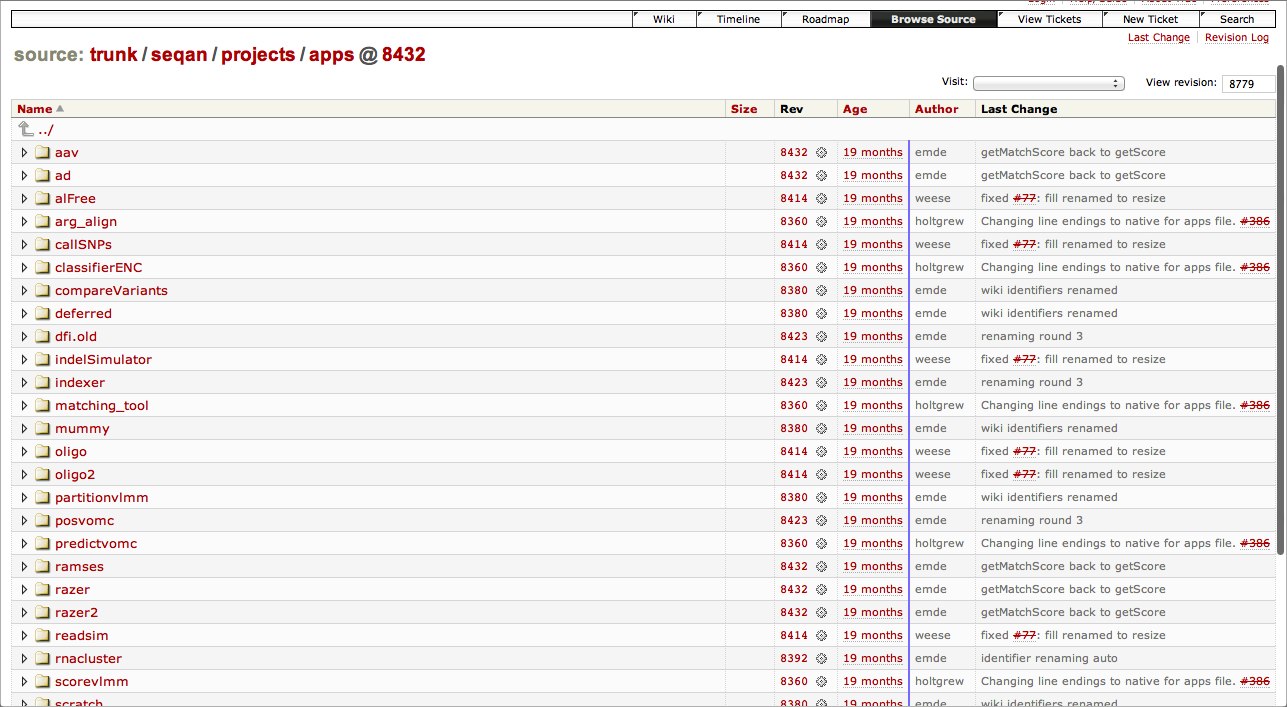 Login Help/Guide About Trac Preferences
Wiki Timeline Roadmap Browse Source View Tickets New Ticket Search
Last Change Revision Log
source: trunk / seqan / projects / apps @ 8432
Visit: View revision: 8779
Name Size Rev Age Author Last Change
../
aav 8432 19 months emde getMatchScore back to getScore
ad 8432 19 months emde getMatchScore back to getScore
alFree 8414 19 months weese fixed #77: fill renamed to resize
arg_align 8360 19 months holtgrew Changing line endings to native for apps file. #386
callSNPs 8414 19 months weese fixed #77: fill renamed to resize
classifierENC 8360 19 months holtgrew Changing line endings to native for apps file. #386
compareVariants 8380 19 months emde wiki identifiers renamed
deferred 8380 19 months emde wiki identifiers renamed
dfi.old 8423 19 months emde renaming round 3
indelSimulator 8414 19 months weese fixed #77: fill renamed to resize
indexer 8423 19 months emde renaming round 3
matching_tool 8360 19 months holtgrew Changing line endings to native for apps file. #386
mummy 8380 19 months emde wiki identifiers renamed
oligo 8414 19 months weese fixed #77: fill renamed to resize
oligo2 8414 19 months weese fixed #77: fill renamed to resize
partitionvlmm 8380 19 months emde wiki identifiers renamed
posvomc 8423 19 months emde renaming round 3
predictvomc 8360 19 months holtgrew Changing line endings to native for apps file. #386
ramses 8432 19 months emde getMatchScore back to getScore
razer 8432 19 months emde getMatchScore back to getScore
razer2 8432 19 months emde getMatchScore back to getScore
readsim 8414 19 months weese fixed #77: fill renamed to resize
rnacluster 8392 19 months emde identifier renaming auto
scorevlmm 8360 19 months holtgrew Changing line endings to native for apps file. #386
scratch 8380 19 months emde wiki identifiers renamed